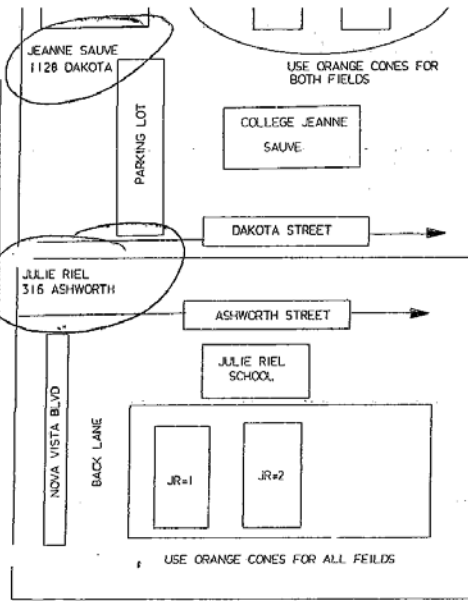 JEANNE SAUVE
1128 DAKOTA
USE ORANGE CONES FOR
BOTH FIELDS
PARKING LOT
COLLEGE JEANNE
SAUVE
DAKOTA STREET
JULIE RIEL
316 ASHWORTH
ASHWORTH STREET
JULIE RIEL
SCHOOL
NOVA VISTA BLVD
BACK LANE
JR=1
JR#2
USE ORANGE CONES FOR ALL FEILDS